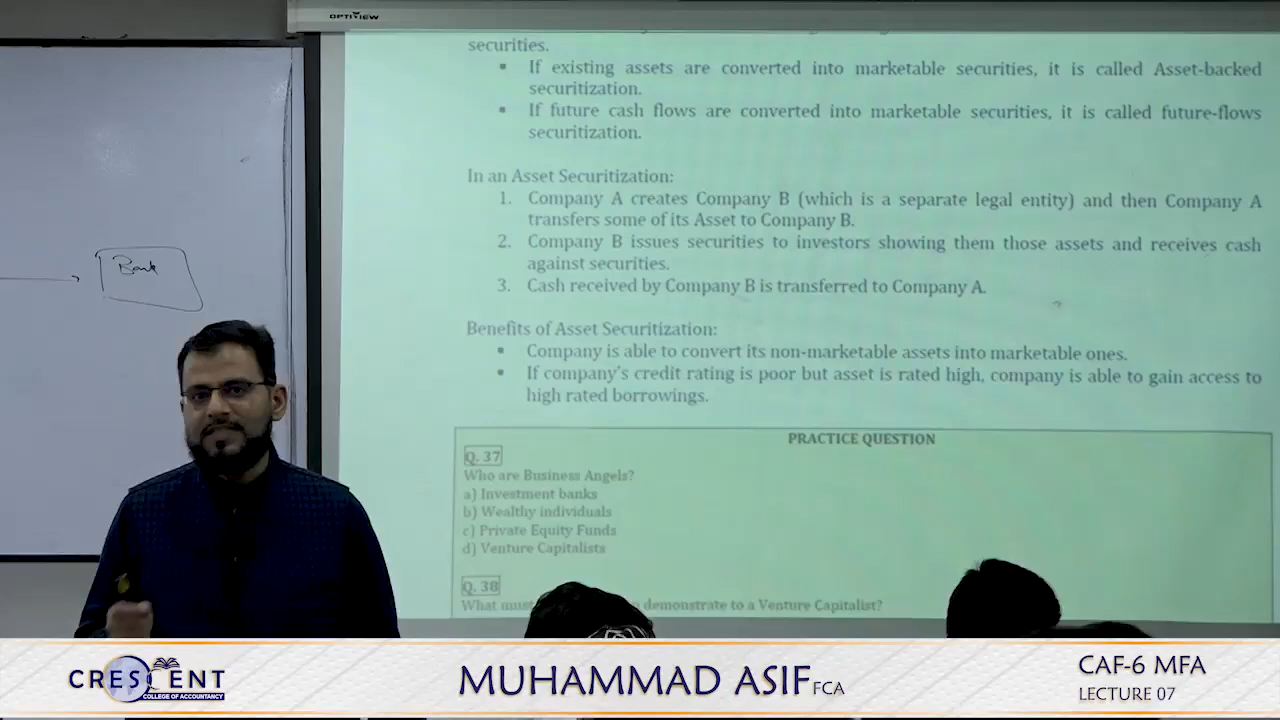 OPTIVIEW
securities.
▪ If existing assets are converted into marketable securities, it is called Asset-backed
securitization.
▪ If future cash flows are converted into marketable securities, it is called future-flows
securitization.
In an Asset Securitization:
1. Company A creates Company B (which is a separate legal entity) and then Company A
transfers some of its Asset to Company B.
2. Company B issues securities to investors showing them those assets and receives cash
against securities.
3. Cash received by Company B is transferred to Company A.
Benefits of Asset Securitization:
▪ Company is able to convert its non-marketable assets into marketable ones.
▪ If company's credit rating is poor but asset is rated high, company is able to gain access to
high rated borrowings.
PRACTICE QUESTION
Q. 37
Who are Business Angels?
a) Investment banks
b) Wealthy individuals
c) Private Equity Funds
d) Venture Capitalists
Q. 38
What must demonstrate to a Venture Capitalist?
Bank
CRESCENT
COLLEGE OF ACCOUNTANCY
MUHAMMAD ASIF FCA
CAF-6 MFA
LECTURE 07